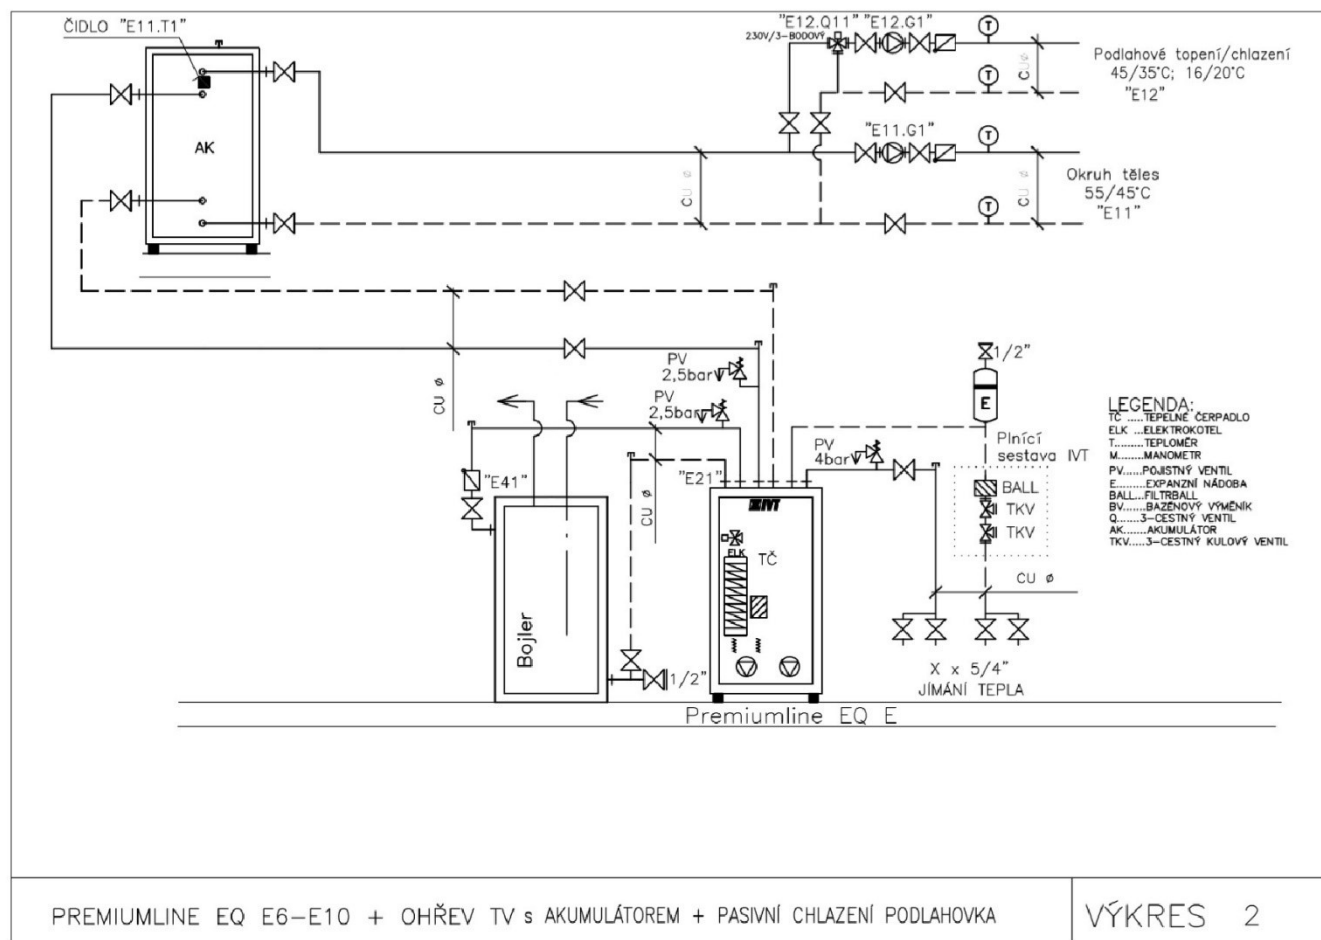 ČIDLO "E11.T1"
AK
"E12.Q11" "E12.G1"
230V/3-BODOVÝ
T
CU Ø
T
Podlahové topení/chlazení
45/35°C; 16/20°C
"E12"
"E11.G1"
T
CU Ø
CU Ø
T
Okruh těles
55/45°C
"E11"
CU Ø
PV
2,5bar
PV
2,5bar
PV
4bar
1/2"
E
Plnící
sestava IVT
BALL
TKV
TKV
LEGENDA:
TČ .....TEPELNÉ ČERPADLO
ELK ...ELEKTROKOTEL
T.........TEPLOMĚR
M........MANOMETR
PV......POJISTNÝ VENTIL
E........EXPANZNÍ NÁDOBA
BALL...FILTRBALL
BV......BAZÉNOVÝ VÝMĚNÍK
Q......3-CESTNÝ VENTIL
AK......AKUMULÁTOR
TKV.....3-CESTNÝ KULOVÝ VENTIL
"E41"
"E21"
CU Ø
IVT
ELK
TČ
Bojler
1/2"
CU Ø
X x 5/4"
JÍMÁNÍ TEPLA
Premiumline EQ E
PREMIUMLINE EQ E6-E10 + OHŘEV TV s AKUMULÁTOREM + PASIVNÍ CHLAZENÍ PODLAHOVKA
VÝKRES 2